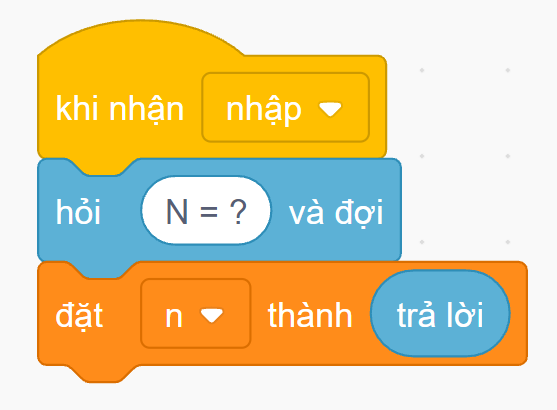 khi nhận nhập
hỏi N = ? và đợi
đặt n thành trả lời